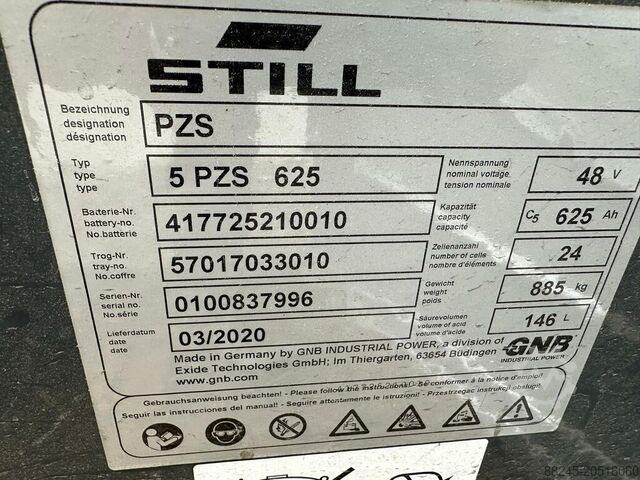 STILL
Bezeichnung
designation
désignation
PZS
Typ
type
type
5 PZS 625
Nennspannung
nominal voltage
tension nominale
48 V
Batterie-Nr.
battery-no.
No.batterie
417725210010
Kapazität
capacity
capacité
C5 625 Ah
Trog-Nr.
tray-no.
No.coffre
57017033010
Zellenanzahl
number of cells
nombre d'éléments
24
Serien-Nr.
serial no.
No.série
0100837996
Gewicht
weight
poids
885 kg
Lieferdatum
date
date
03/2020
Säurevolumen
volume of acid
volume d'acide
146 L
Made in Germany by GNB INDUSTRIAL POWER, a division of
Exide Technologies GmbH; Im Thiergarten, 63654 Büdingen
www.gnb.com
GNB
INDUSTRIAL POWER
Gebrauchsanweisung beachten! - Please follow the instructions! - Se conformer à la notice d'emploi!
Seguir las instrucciones del manual! - Seguire attentamente le istruzioni! - Przestrzegac instrukcji obslugi!
88245-20516060